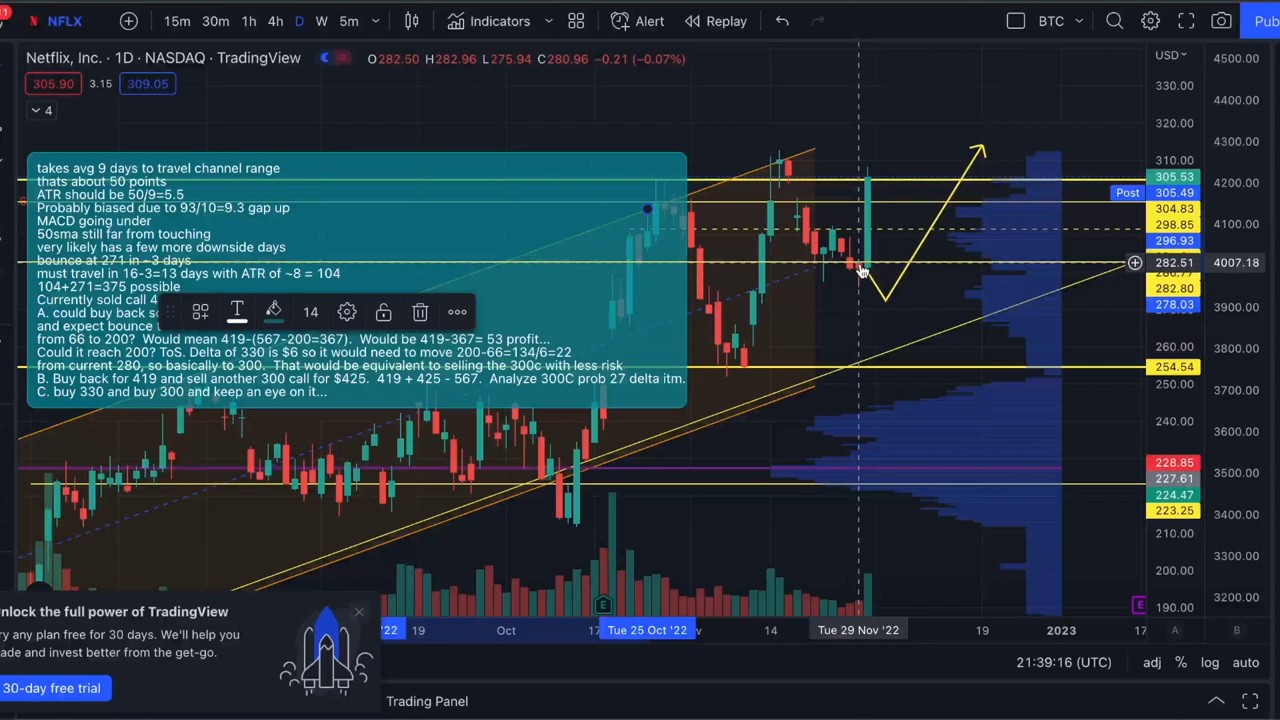 NFLX 15m 30m 1h 4h D W 5m Indicators Alert Replay BTC Pub
Netflix, Inc. · 1D · NASDAQ · TradingView O282.50 H282.96 L275.94 C280.96 −0.21 (−0.07%)
305.90 3.15 309.05
4
takes avg 9 days to travel channel range
thats about 50 points
ATR should be 50/9=5.5
Probably biased due to 93/10=9.3 gap up
MACD going under
50sma still far from touching
very likely has a few more downside days
bounce at 271 in ~3 days
must travel in 16-3=13 days with ATR of ~8 = 104
104+271=375 possible
Currently sold call 4
A. could buy back so
and expect bounce
from 66 to 200? Would mean 419-(567-200=367). Would be 419-367= 53 profit...
Could it reach 200? ToS. Delta of 330 is $6 so it would need to move 200-66=134/6=22
from current 280, so basically to 300. That would be equivalent to selling the 300c with less risk
B. Buy back for 419 and sell another 300 call for $425. 419 + 425 - 567. Analyze 300C prob 27 delta itm.
C. buy 330 and buy 300 and keep an eye on it...
14
USD
330.00
320.00
310.00
305.53
Post 305.49
304.83
298.85
296.93
282.51
282.80
278.03
260.00
254.54
250.00
240.00
228.85
227.61
224.47
223.25
210.00
200.00
190.00
4500.00
4400.00
4300.00
4200.00
4100.00
4007.18
3900.00
3800.00
3700.00
3600.00
3500.00
3400.00
3300.00
3200.00
E
E
'22 19 Oct 17 Tue 25 Oct '22 v 14 Tue 29 Nov '22 19 2023 17 A B
nlock the full power of TradingView
ry any plan free for 30 days. We'll help you
ade and invest better from the get-go.
30-day free trial
21:39:16 (UTC) adj % log auto
Trading Panel